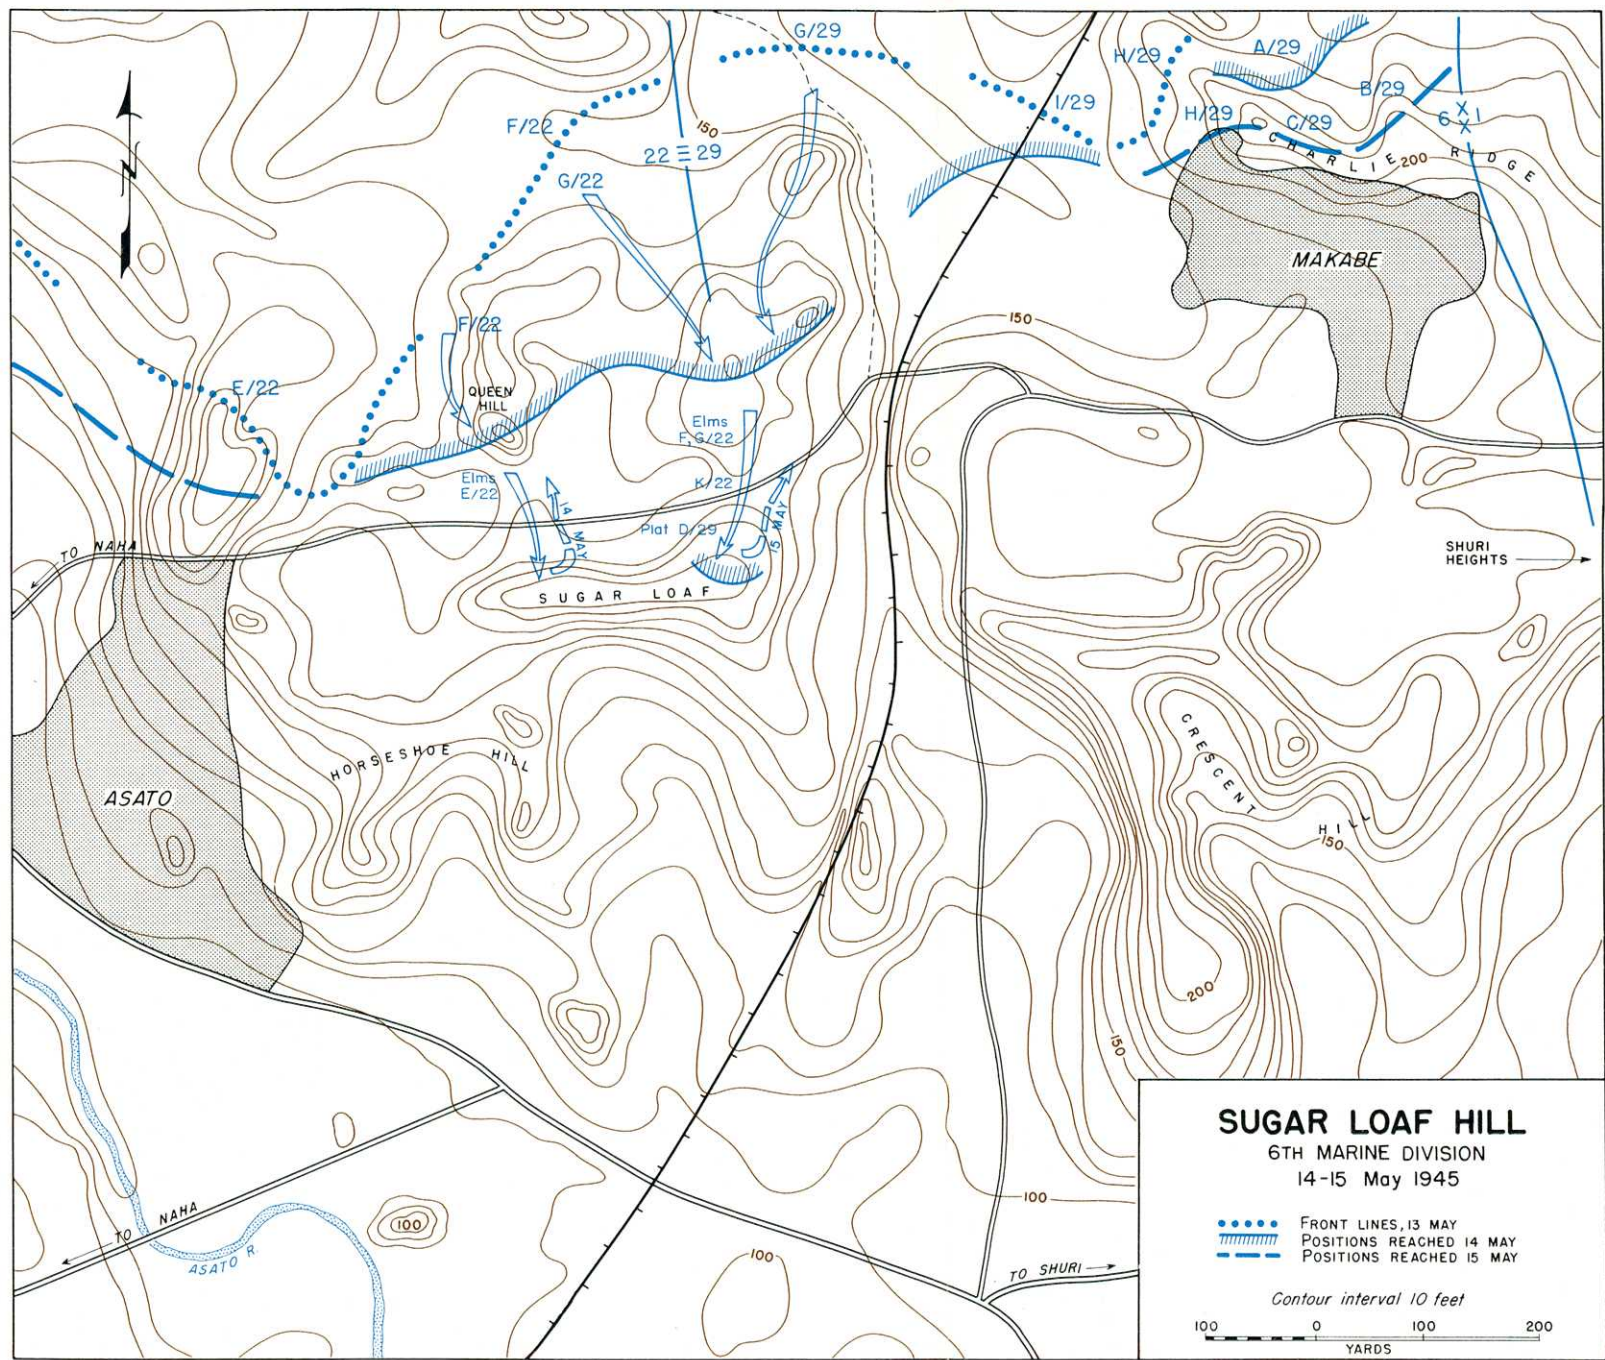 G/29
H/29
A/29
I/29
B/29
H/29
C/29
6 XX 1
F/22
150
22 29
N
G/22
CHARLIE RIDGE
200
MAKABE
F/22
150
E/22
QUEEN
HILL
Elms
F, G/22
Elms
E/22
K/22
14 MAY
Plat D/29
15 MAY
TO NAHA
SHURI
HEIGHTS
SUGAR LOAF
HORSESHOE HILL
CRESCENT HILL
ASATO
150
200
150
100
TO NAHA
100
ASATO R.
100
TO SHURI
SUGAR LOAF HILL
6TH MARINE DIVISION
14-15 May 1945
FRONT LINES, 13 MAY
POSITIONS REACHED 14 MAY
POSITIONS REACHED 15 MAY
Contour interval 10 feet
100 0 100 200
YARDS